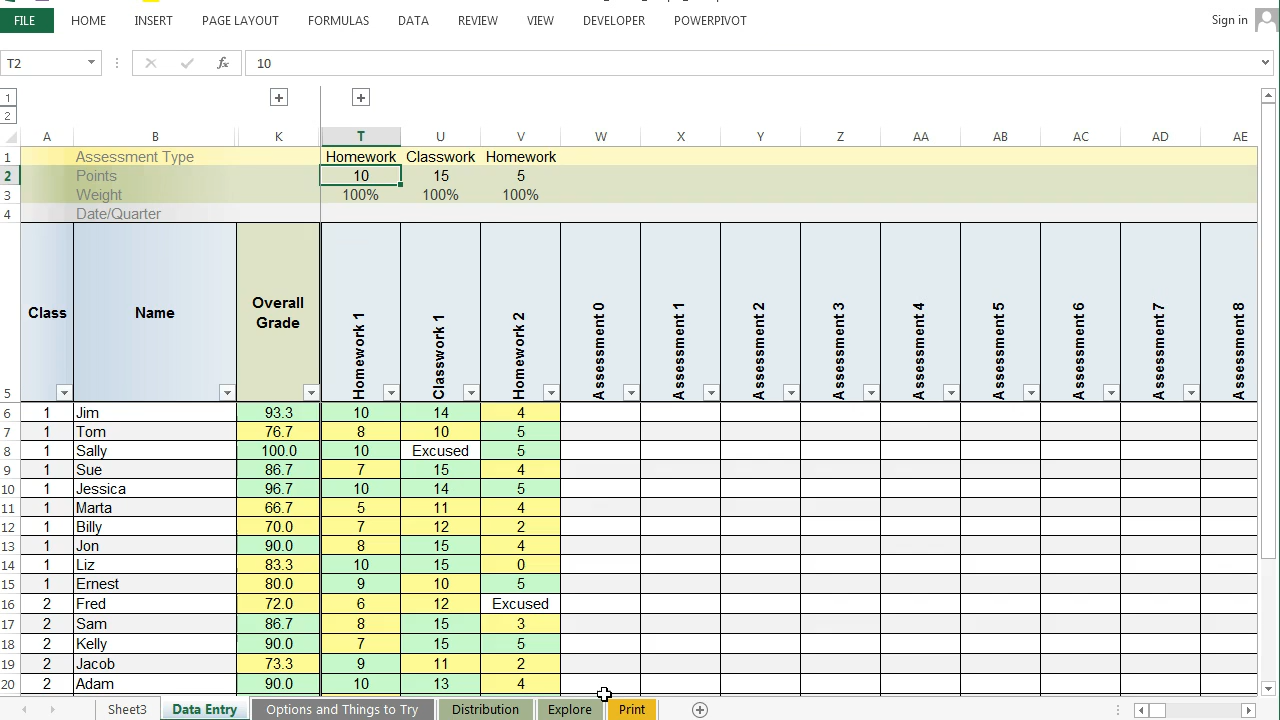 FILE HOME INSERT PAGE LAYOUT FORMULAS DATA REVIEW VIEW DEVELOPER POWERPIVOT Sign in
T2 fx 10
1
2
A B K T U V W X Y Z AA AB AC AD AE
1 Assessment Type Homework Classwork Homework
2 Points 10 15 5
3 Weight 100% 100% 100%
4 Date/Quarter
5 Class Name Overall Grade Homework 1 Classwork 1 Homework 2 Assessment 0 Assessment 1 Assessment 2 Assessment 3 Assessment 4 Assessment 5 Assessment 6 Assessment 7 Assessment 8
6 1 Jim 93.3 10 14 4
7 1 Tom 76.7 8 10 5
8 1 Sally 100.0 10 Excused 5
9 1 Sue 86.7 7 15 4
10 1 Jessica 96.7 10 14 5
11 1 Marta 66.7 5 11 4
12 1 Billy 70.0 7 12 2
13 1 Jon 90.0 8 15 4
14 1 Liz 83.3 10 15 0
15 1 Ernest 80.0 9 10 5
16 2 Fred 72.0 6 12 Excused
17 2 Sam 86.7 8 15 3
18 2 Kelly 90.0 7 15 5
19 2 Jacob 73.3 9 11 2
20 2 Adam 90.0 10 13 4
Sheet3 Data Entry Options and Things to Try Distribution Explore Print